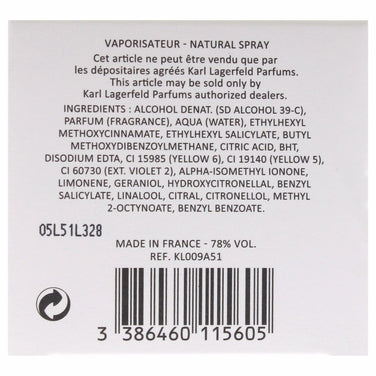 VAPORISATEUR - NATURAL SPRAY
Cet article ne peut être vendu que par
les dépositaires agréés Karl Lagerfeld Parfums.
This article may be sold only by
Karl Lagerfeld Parfums authorized dealers.
INGREDIENTS : ALCOHOL DENAT. (SD ALCOHOL 39-C),
PARFUM (FRAGRANCE), AQUA (WATER), ETHYLHEXYL
METHOXYCINNAMATE, ETHYLHEXYL SALICYLATE, BUTYL
METHOXYDIBENZOYLMETHANE, CITRIC ACID, BHT,
DISODIUM EDTA, CI 15985 (YELLOW 6), CI 19140 (YELLOW 5),
CI 60730 (EXT. VIOLET 2), ALPHA-ISOMETHYL IONONE,
LIMONENE, GERANIOL, HYDROXYCITRONELLAL, BENZYL
SALICYLATE, LINALOOL, CITRAL, CITRONELLOL, METHYL
2-OCTYNOATE, BENZYL BENZOATE.
05L51L328
MADE IN FRANCE - 78% VOL.
REF. KL009A51
3 386460 115605